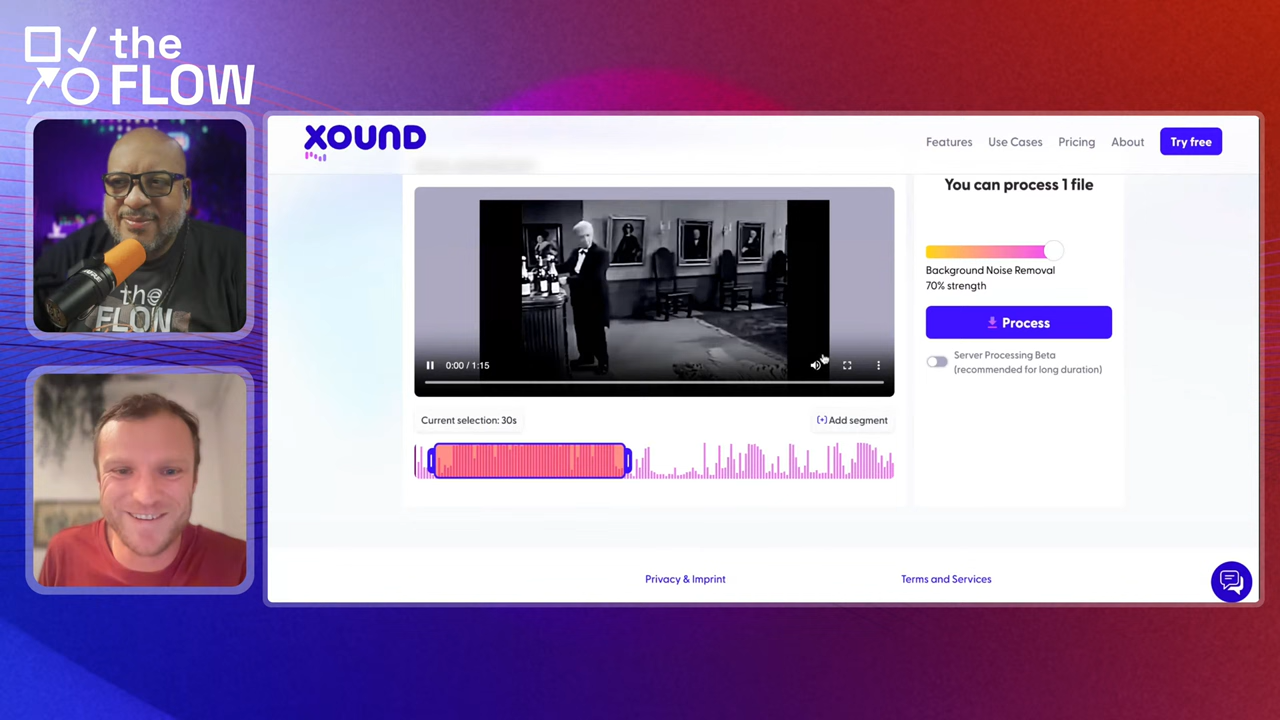 the
FLOW
XOUND
Features
Use Cases
Pricing
About
Try free
You can process 1 file
Background Noise Removal
70% strength
Process
Server Processing Beta
(recommended for long duration)
0:00 / 1:15
Current selection: 30s
Add segment
Privacy & Imprint
Terms and Services
the
FLOW